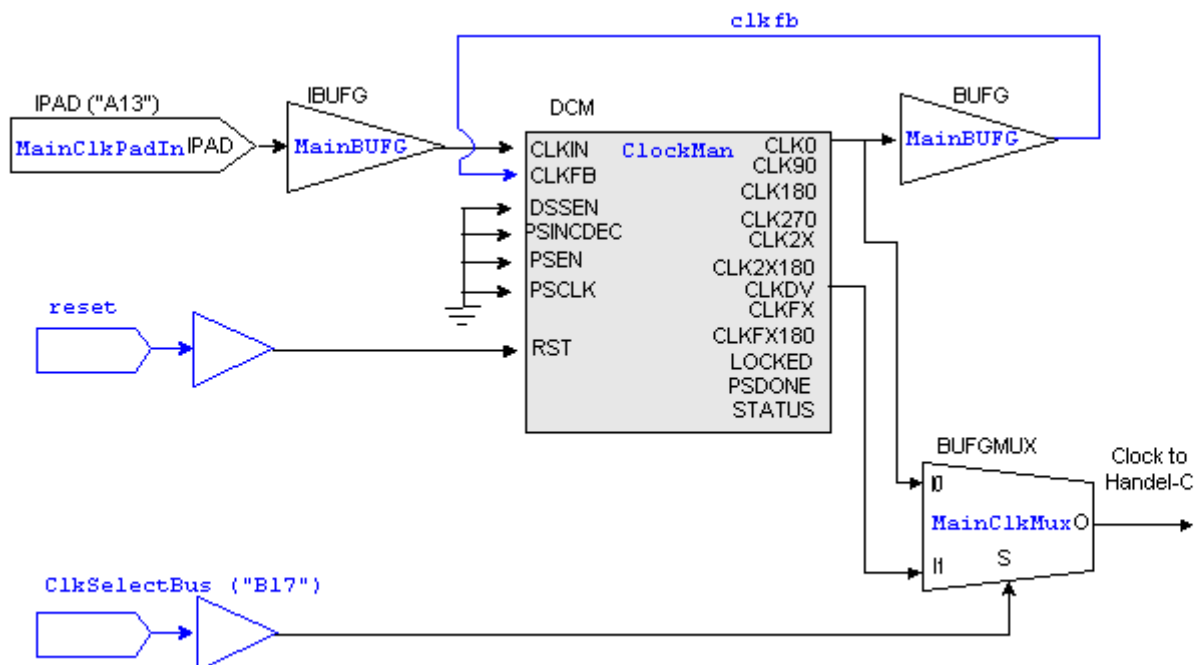 clkfb
IPAD ("A13")
IBUFG
DCM
BUFG
MainClkPadIn IPAD
MainBUFG
CLKIN
CLKFB
DSSEN
PSINCDEC
PSEN
PSCLK
RST
ClockMan
CLK0
CLK90
CLK180
CLK270
CLK2X
CLK2X180
CLKDV
CLKFX
CLKFX180
LOCKED
PSDONE
STATUS
MainBUFG
reset
BUFGMUX
I0
MainClkMux O
I1
S
Clock to
Handel-C
ClkSelectBus ("B17")